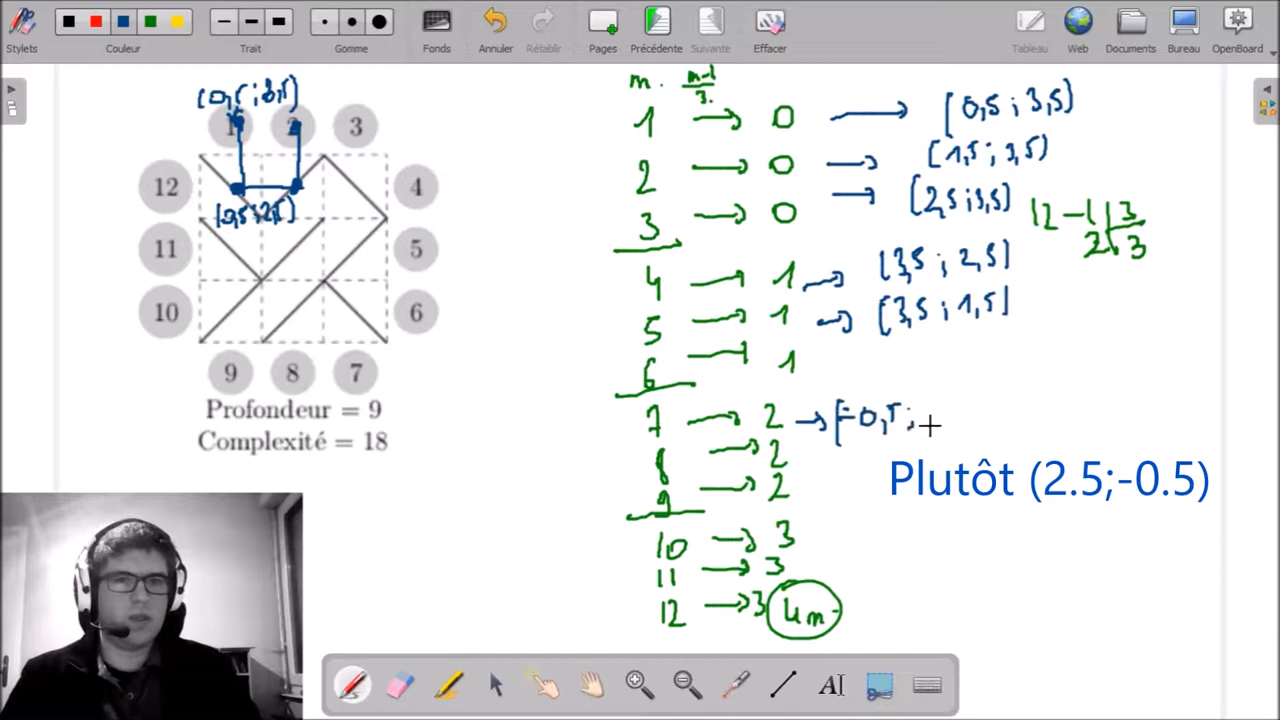 Stylets Couleur Trait Gomme Fonds Annuler Rétablir Pages Précédente Suivante Effacer Tableau Web Documents Bureau OpenBoard
(0,5 ; 3,5)
1 2 3
12 4
(0,5 ; 2,5)
11 5
10 6
9 8 7
Profondeur = 9
Complexité = 18
m. m-1
3.
1 → 0 → (0,5 ; 3,5)
2 → 0 → (1,5 ; 3,5)
3 → 0 → (2,5 ; 3,5)
12 - 1 3
2 3
4 → 1 → (3,5 ; 2,5)
5 → 1 → (3,5 ; 1,5)
6 → 1
7 → 2 → (-0,5 ;
8 → 2
9 → 2
Plutôt (2.5;-0.5)
10 → 3
11 → 3
12 → 3 4m
AI